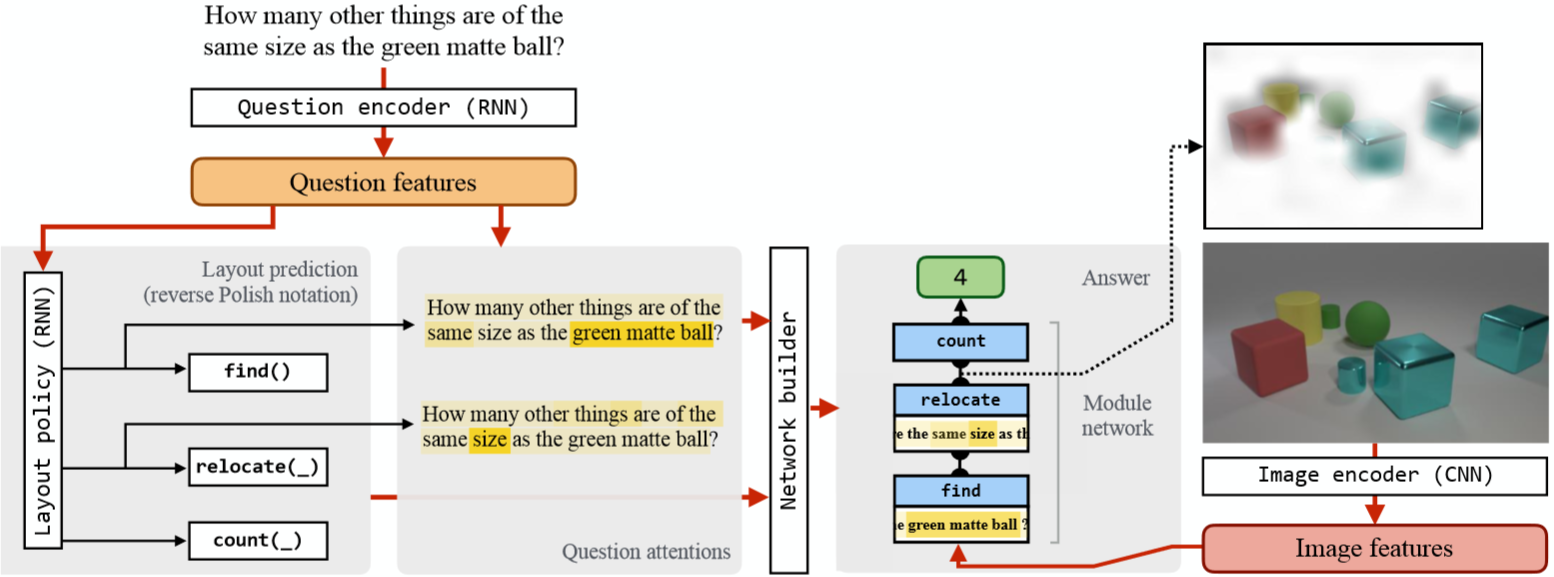 How many other things are of the
same size as the green matte ball?
Question encoder (RNN)
Question features
Layout policy (RNN)
Layout prediction
(reverse Polish notation)
find()
relocate(_)
count(_)
How many other things are of the
same size as the green matte ball?
How many other things are of the
same size as the green matte ball?
Question attentions
Network builder
4
Answer
count
relocate
e the same size as th
find
e green matte ball ?
Module
network
Image encoder (CNN)
Image features